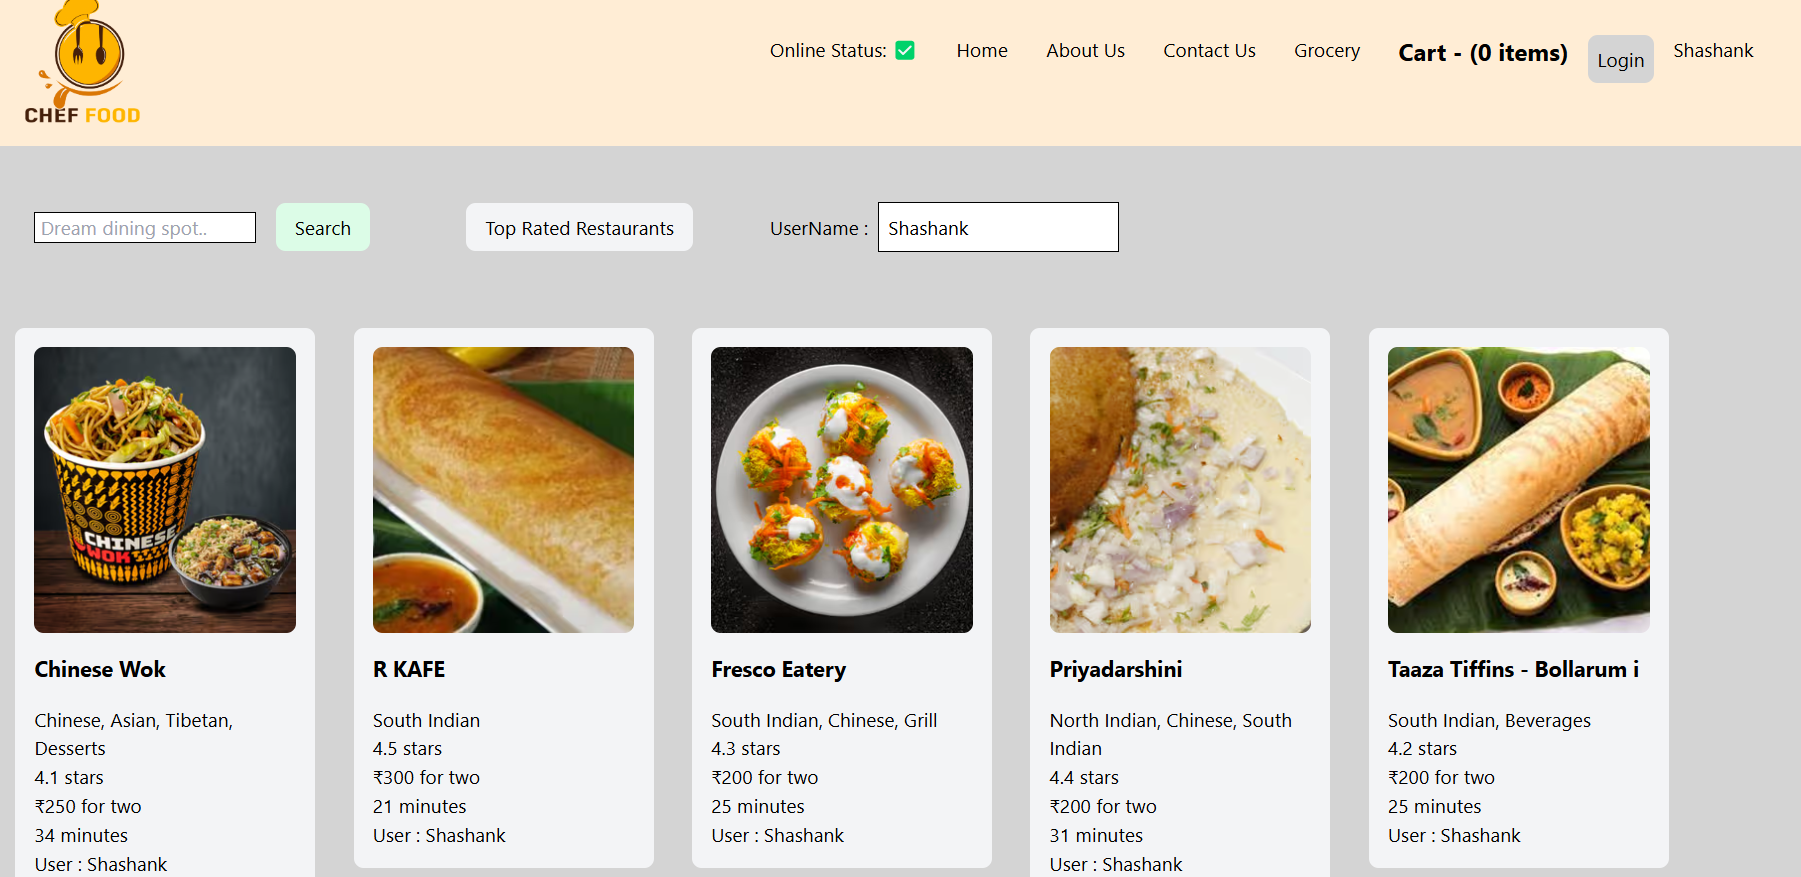 CHEF FOOD
Online Status: ✅ Home About Us Contact Us Grocery Cart - (0 items) Login Shashank
Dream dining spot.. Search Top Rated Restaurants UserName : Shashank
CHINESE
WOK
Chinese Wok
Chinese, Asian, Tibetan,
Desserts
4.1 stars
₹250 for two
34 minutes
User : Shashank
R KAFE
South Indian
4.5 stars
₹300 for two
21 minutes
User : Shashank
Fresco Eatery
South Indian, Chinese, Grill
4.3 stars
₹200 for two
25 minutes
User : Shashank
Priyadarshini
North Indian, Chinese, South
Indian
4.4 stars
₹200 for two
31 minutes
User : Shashank
Taaza Tiffins - Bollarum i
South Indian, Beverages
4.2 stars
₹200 for two
25 minutes
User : Shashank